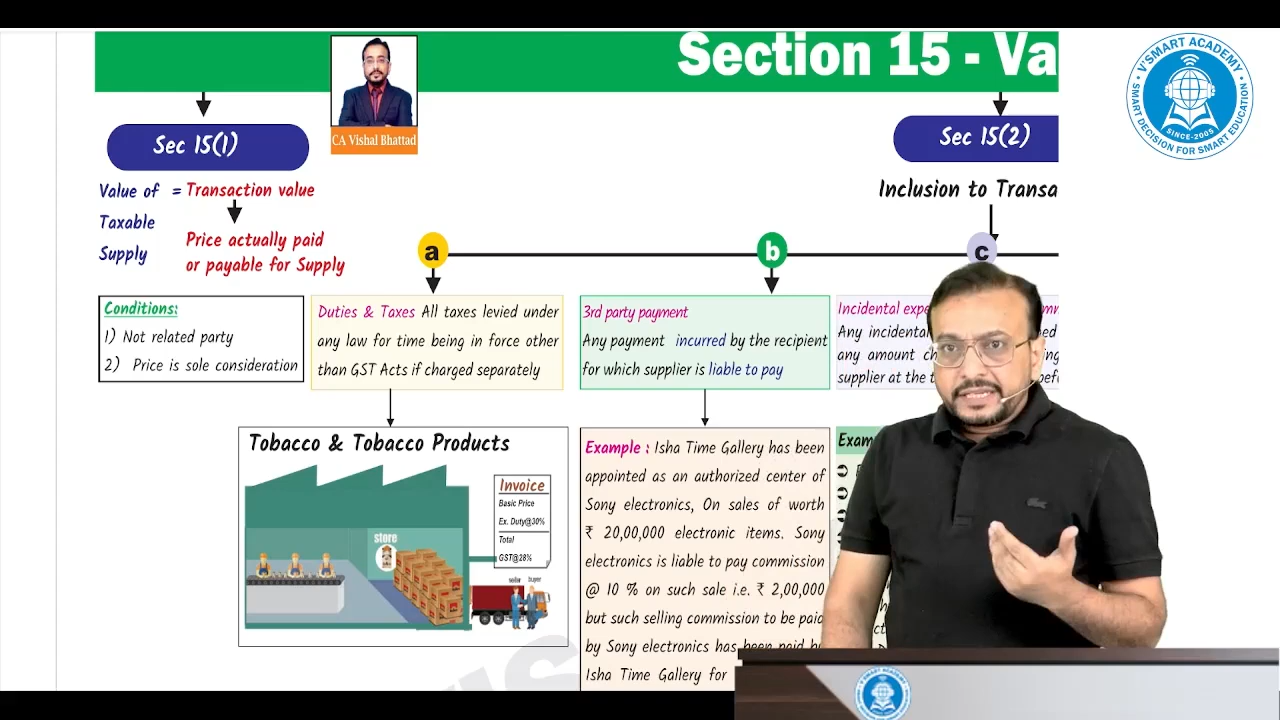 Section 15 - Va
V'SMART ACADEMY
SMART DECISION FOR SMART EDUCATION
SINCE-2005
CA Vishal Bhattad
Sec 15(1)
Value of = Transaction value
Taxable
Supply
Price actually paid
or payable for Supply
Sec 15(2)
Inclusion to Transa
a
b
c
Conditions:
1) Not related party
2) Price is sole consideration
Duties & Taxes All taxes levied under
any law for time being in force other
than GST Acts if charged separately
3rd party payment
Any payment incurred by the recipient
for which supplier is liable to pay
Incidental expe
Any incidental
any amount ch
supplier at the t
Tobacco & Tobacco Products
store
Invoice
Basic Price
Ex. Duty@30%
Total
GST@28%
seller buyer
Example : Isha Time Gallery has been
appointed as an authorized center of
Sony electronics, On sales of worth
₹ 20,00,000 electronic items. Sony
electronics is liable to pay commission
@ 10 % on such sale i.e. ₹ 2,00,000
but such selling commission to be paid
by Sony electronics has been paid by
Isha Time Gallery for
Exam